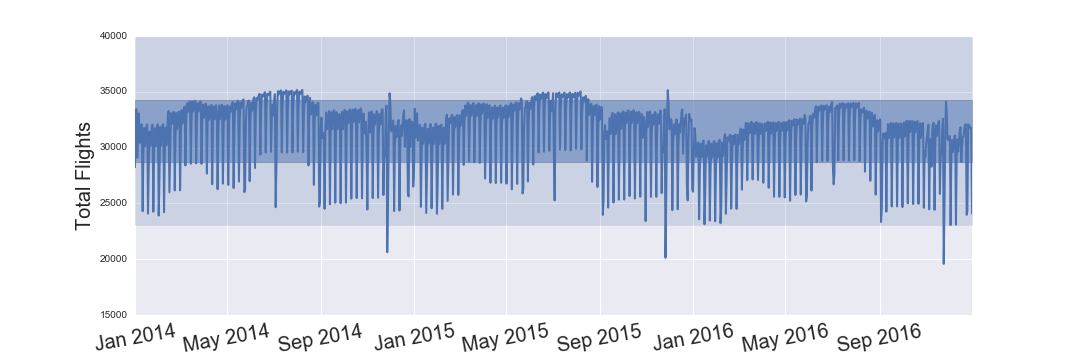 Total Flights
40000
35000
30000
25000
20000
15000
Jan 2014
May 2014
Sep 2014
Jan 2015
May 2015
Sep 2015
Jan 2016
May 2016
Sep 2016